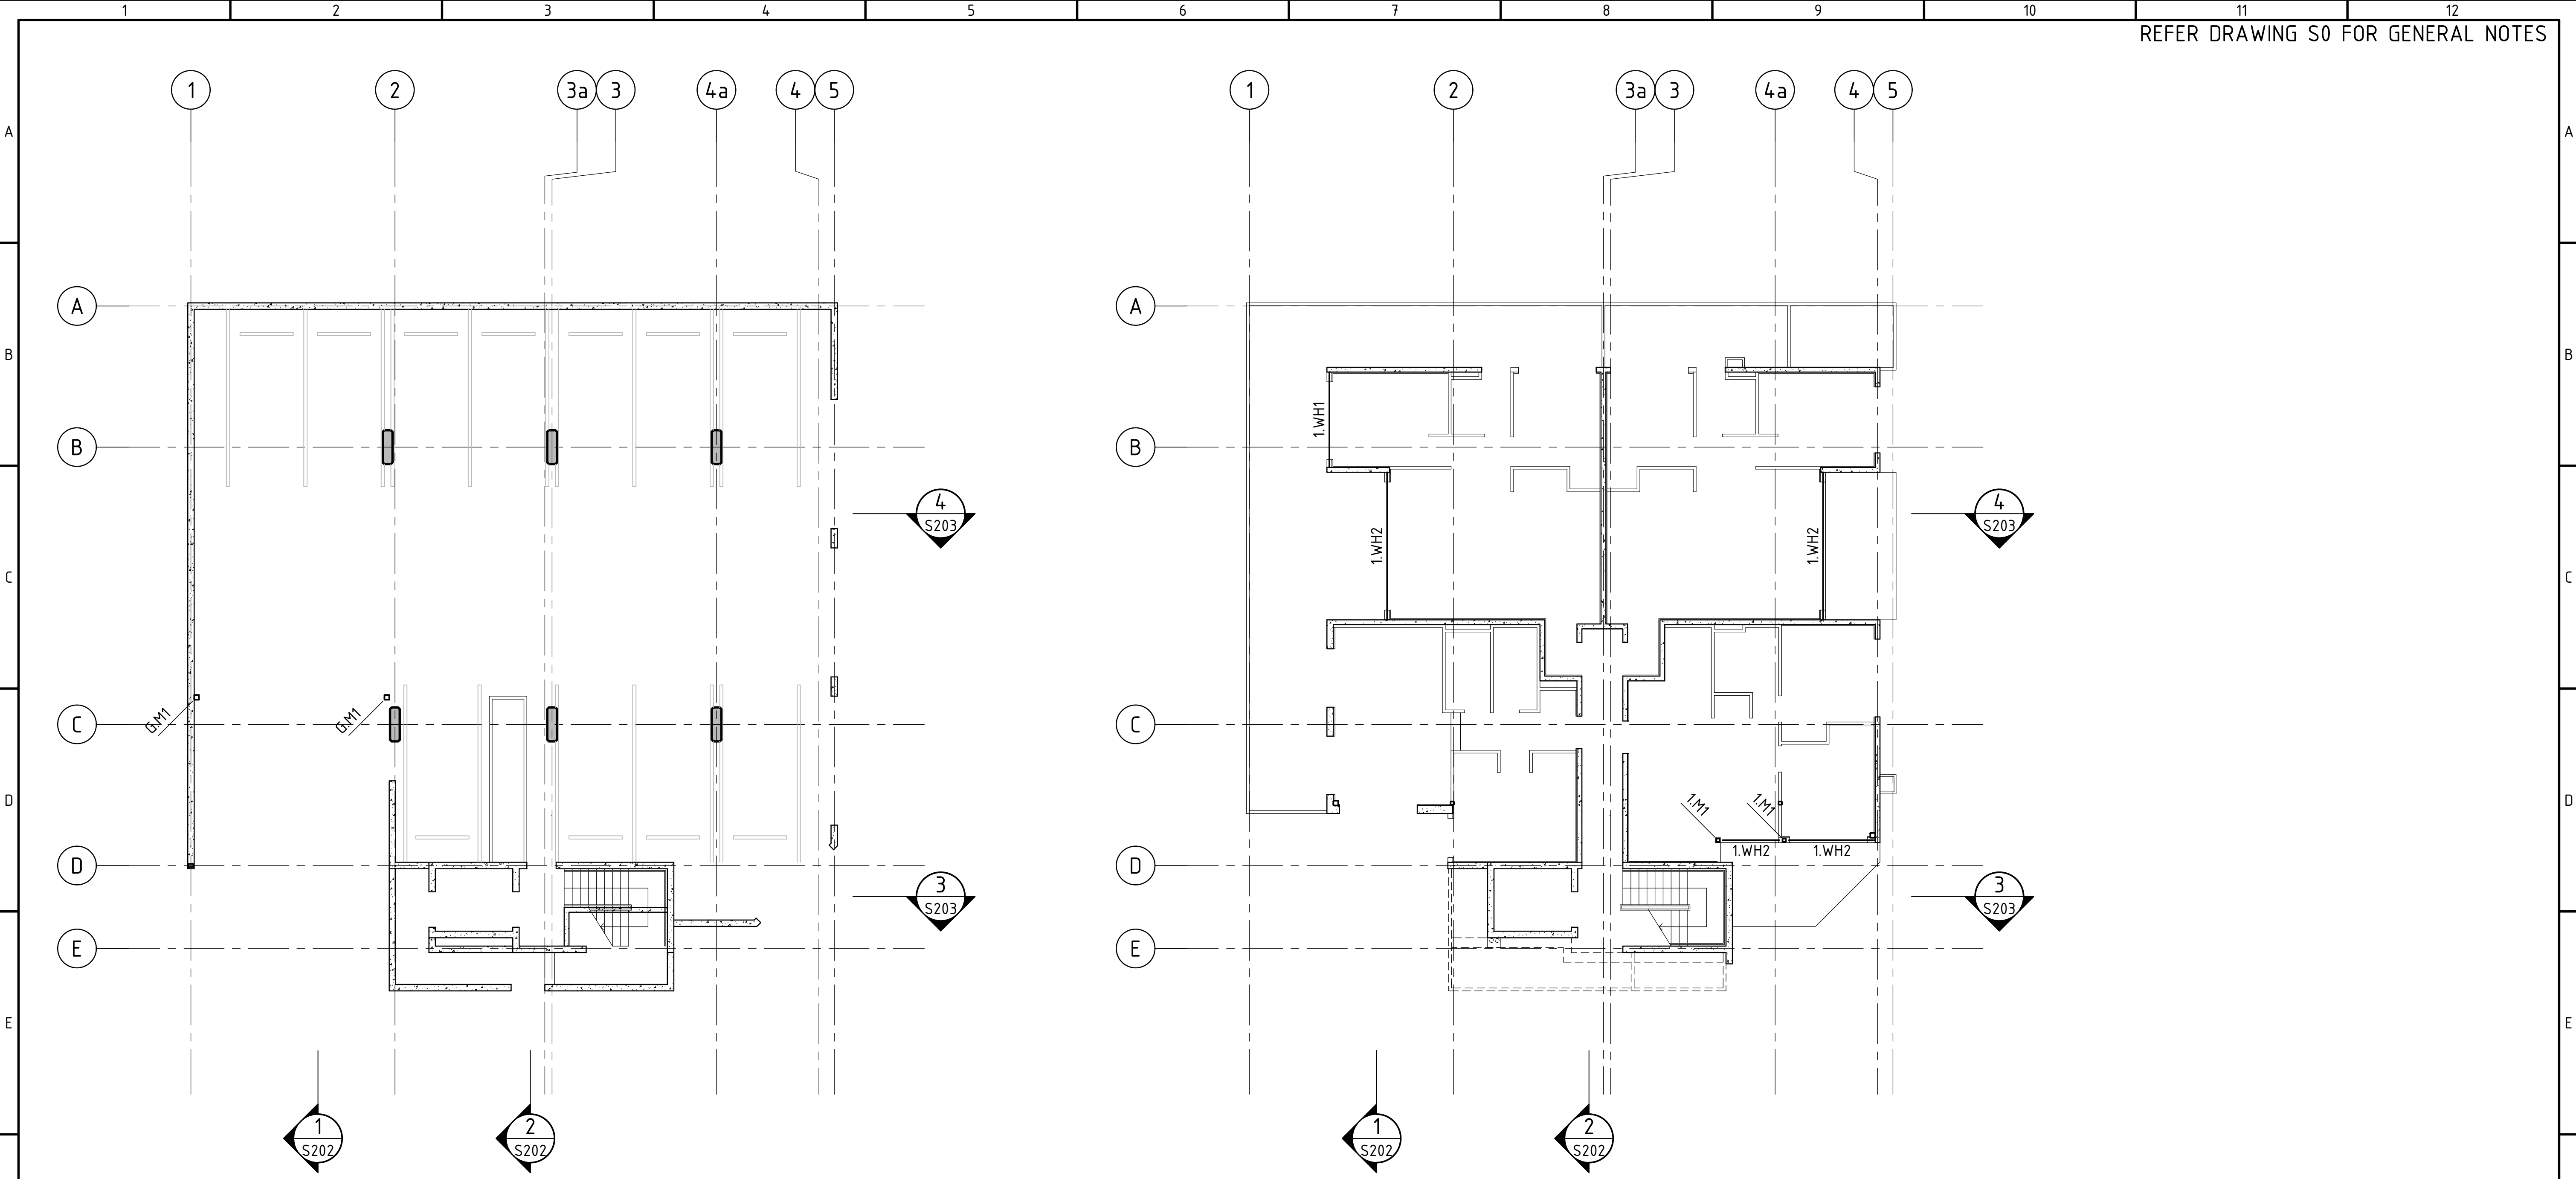 1 2 3 4 5 6 7 8 9 10 11 12
REFER DRAWING S0 FOR GENERAL NOTES
1 2 3a 3 4a 4 5
1 2 3a 3 4a 4 5
A A
A A
B B
B B
1.WH1
4
S203
4
S203
1.WH2
1.WH2
C C
G.M1
G.M1
C C
D D
1.M1
1.M1
1.WH2
1.WH2
D D
3
S203
3
S203
E E
E E
1
S202
2
S202
1
S202
2
S202